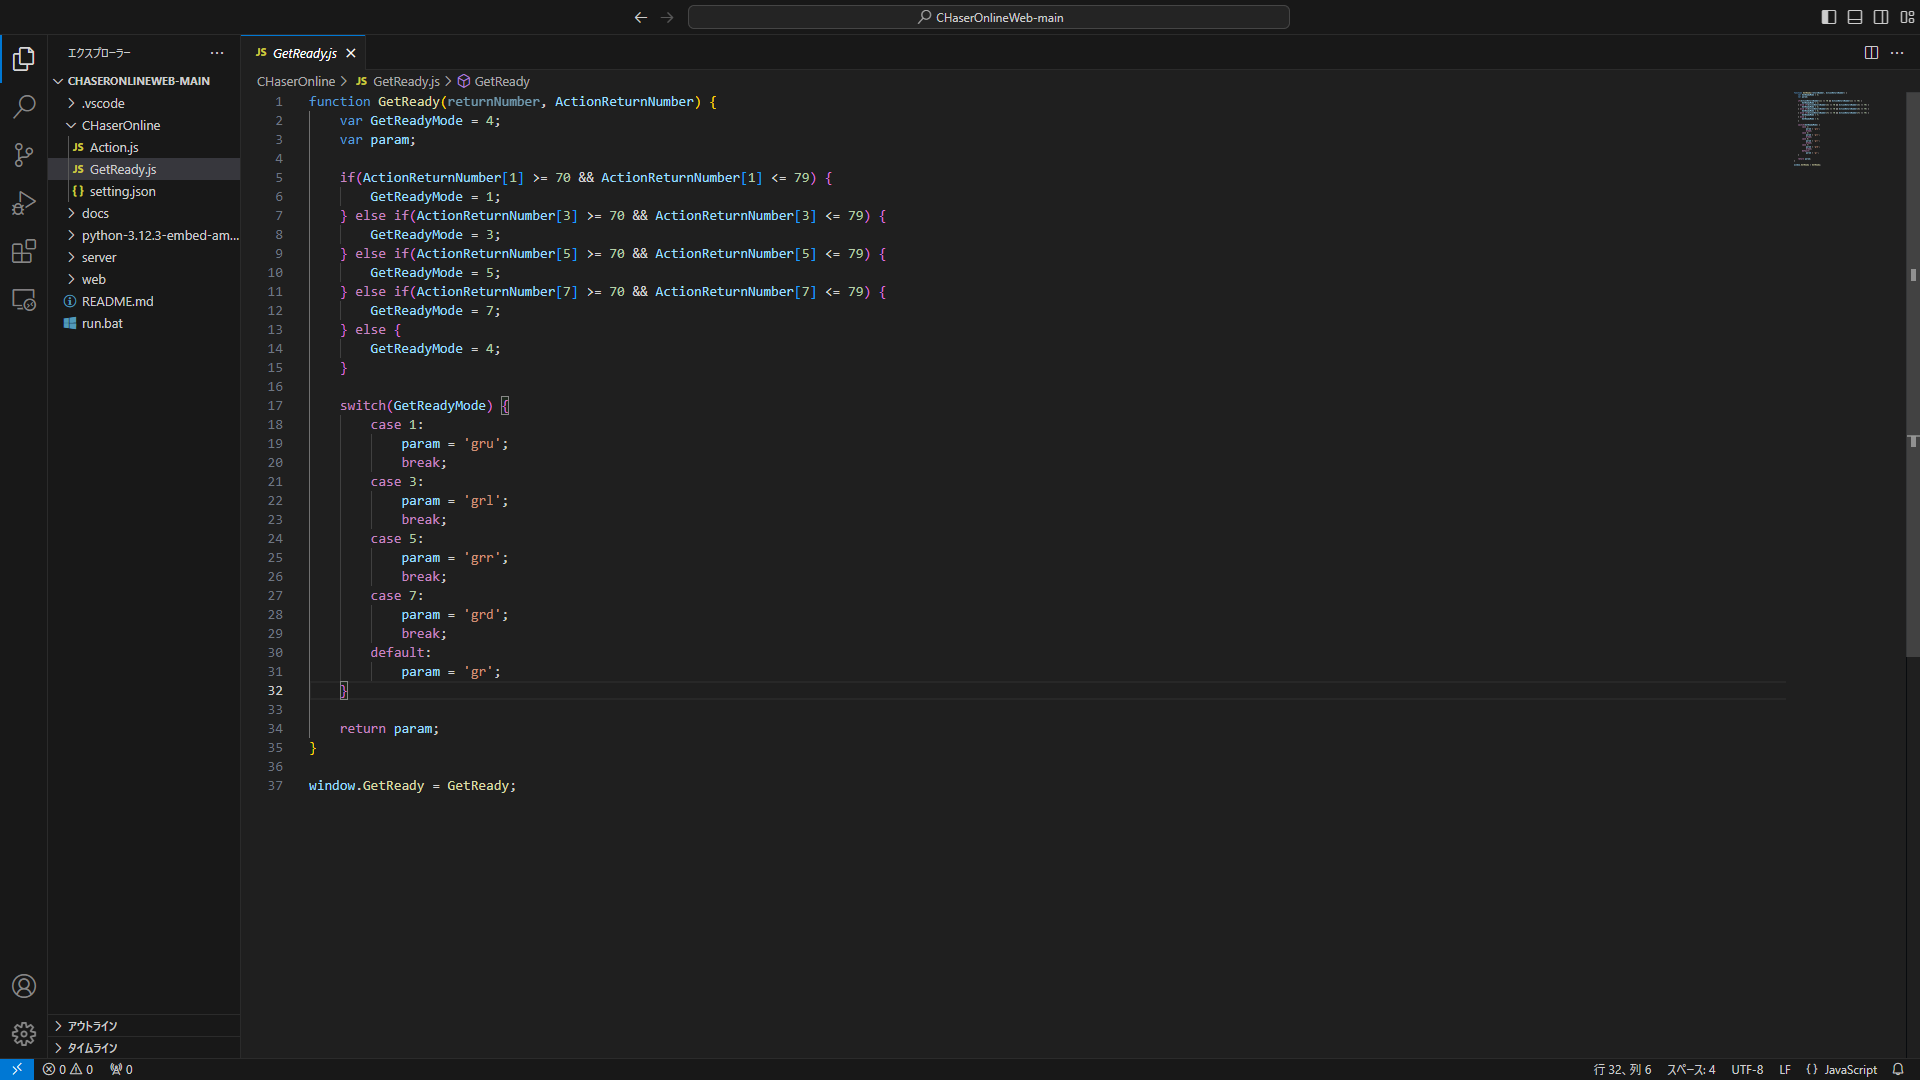 CHaserOnlineWeb-main
エクスプローラー
CHASERONLINEWEB-MAIN
.vscode
CHaserOnline
JS Action.js
JS GetReady.js
{} setting.json
docs
python-3.12.3-embed-am...
server
web
README.md
run.bat
アウトライン
タイムライン
JS GetReady.js
CHaserOnline > JS GetReady.js > GetReady
1 function GetReady(returnNumber, ActionReturnNumber) {
2 var GetReadyMode = 4;
3 var param;
4
5 if(ActionReturnNumber[1] >= 70 && ActionReturnNumber[1] <= 79) {
6 GetReadyMode = 1;
7 } else if(ActionReturnNumber[3] >= 70 && ActionReturnNumber[3] <= 79) {
8 GetReadyMode = 3;
9 } else if(ActionReturnNumber[5] >= 70 && ActionReturnNumber[5] <= 79) {
10 GetReadyMode = 5;
11 } else if(ActionReturnNumber[7] >= 70 && ActionReturnNumber[7] <= 79) {
12 GetReadyMode = 7;
13 } else {
14 GetReadyMode = 4;
15 }
16
17 switch(GetReadyMode) {
18 case 1:
19 param = 'gru';
20 break;
21 case 3:
22 param = 'grl';
23 break;
24 case 5:
25 param = 'grr';
26 break;
27 case 7:
28 param = 'grd';
29 break;
30 default:
31 param = 'gr';
32 }
33
34 return param;
35 }
36
37 window.GetReady = GetReady;
0 0 0
行 32、列 6 スペース: 4 UTF-8 LF {} JavaScript